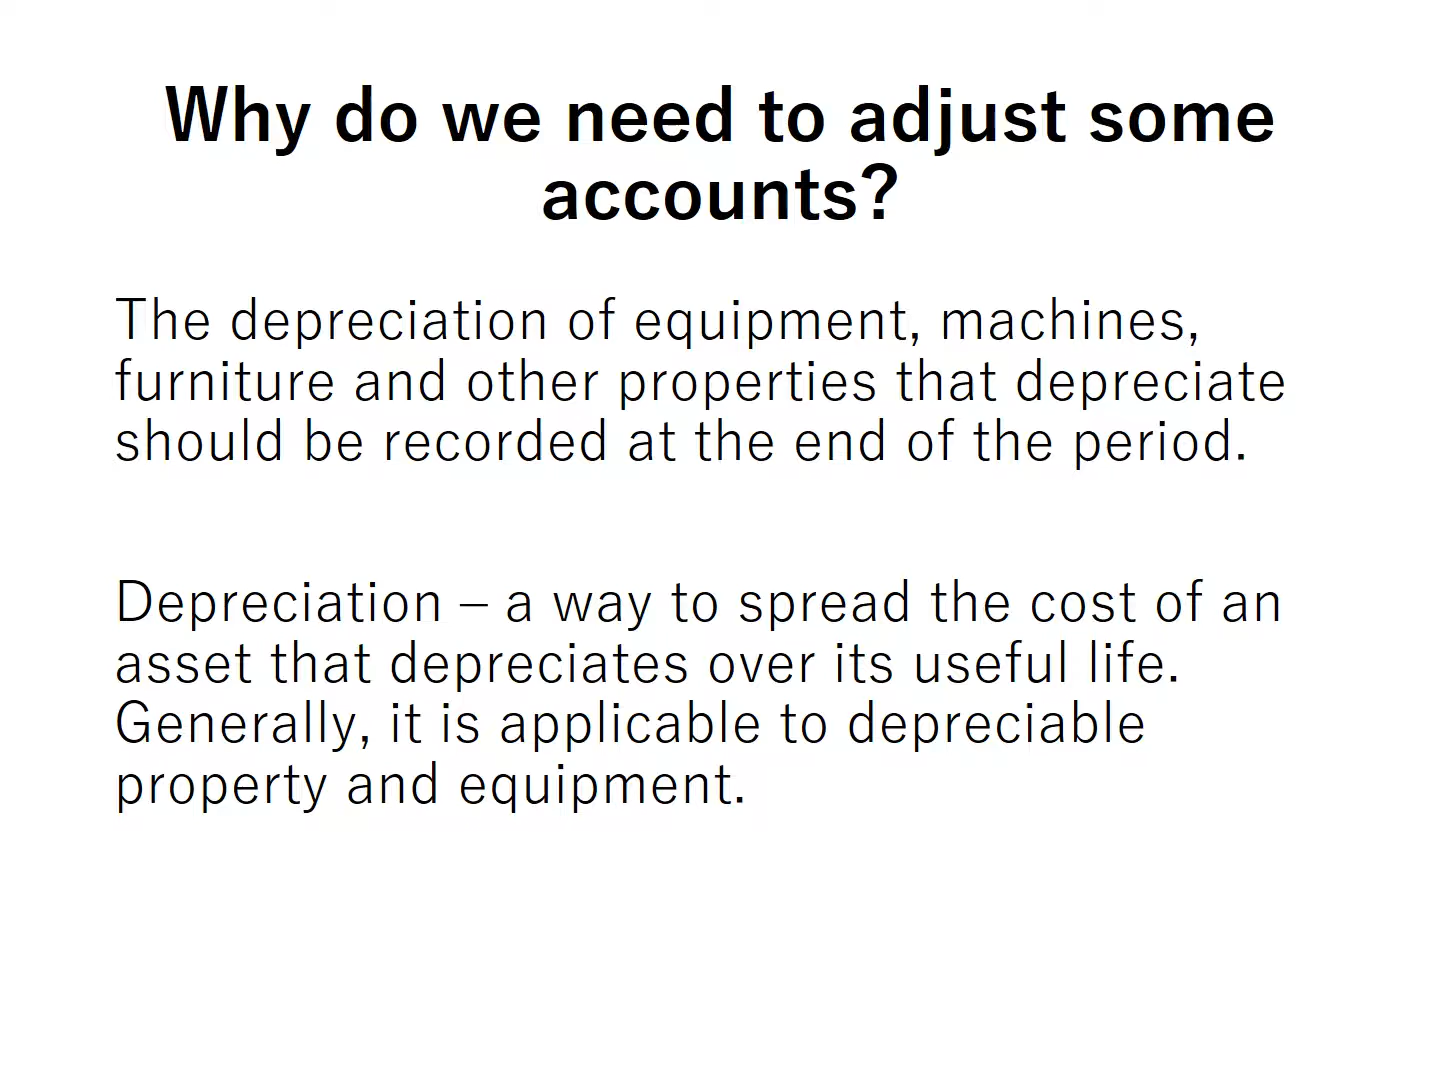 Why do we need to adjust some
accounts?
The depreciation of equipment, machines,
furniture and other properties that depreciate
should be recorded at the end of the period.
Depreciation – a way to spread the cost of an
asset that depreciates over its useful life.
Generally, it is applicable to depreciable
property and equipment.